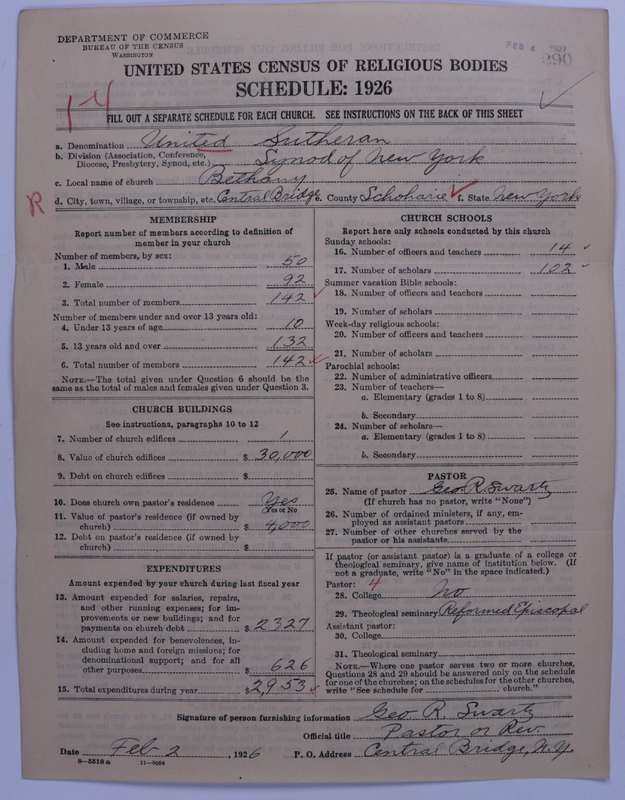 DEPARTMENT OF COMMERCE
BUREAU OF THE CENSUS
WASHINGTON
FEB 4 1927
290
UNITED STATES CENSUS OF RELIGIOUS BODIES
SCHEDULE: 1926
1-4
FILL OUT A SEPARATE SCHEDULE FOR EACH CHURCH. SEE INSTRUCTIONS ON THE BACK OF THIS SHEET
a. Denomination United Lutheran
b. Division (Association, Conference, Diocese, Presbytery, Synod, etc.) Synod of New York
c. Local name of church Bethany
R
d. City, town, village, or township, etc. Central Bridge e. County Schoharie f. State New York
MEMBERSHIP
Report number of members according to definition of
member in your church
Number of members, by sex:
1. Male 50
2. Female 92
3. Total number of members 142
Number of members under and over 13 years old:
4. Under 13 years of age 10
5. 13 years old and over 132
6. Total number of members 142
NOTE.—The total given under Question 6 should be
same as the total of males and females given under Question 3.
CHURCH BUILDINGS
See instructions, paragraphs 10 to 12
7. Number of church edifices 1
8. Value of church edifices $ 30,000
9. Debt on church edifices $
10. Does church own pastor's residence Yes
Yes or No
11. Value of pastor's residence (if owned by
church) $ 4,000
12. Debt on pastor's residence (if owned by
church) $
EXPENDITURES
Amount expended by your church during last fiscal year
13. Amount expended for salaries, repairs,
and other running expenses; for im-
provements or new buildings; and for
payments on church debt $ 2327
14. Amount expended for benevolences, in-
cluding home and foreign missions; for
denominational support; and for all
other purposes $ 626
15. Total expenditures during year $ 2,953
CHURCH SCHOOLS
Report here only schools conducted by this church
Sunday schools:
16. Number of officers and teachers 14
17. Number of scholars 102
Summer vacation Bible schools:
18. Number of officers and teachers
19. Number of scholars
Week-day religious schools:
20. Number of officers and teachers
21. Number of scholars
Parochial schools:
22. Number of administrative officers
23. Number of teachers—
a. Elementary (grades 1 to 8)
b. Secondary
24. Number of scholars—
a. Elementary (grades 1 to 8)
b. Secondary
PASTOR
25. Name of pastor Geo. R. Swartz
(If church has no pastor, write "None")
26. Number of ordained ministers, if any, em-
ployed as assistant pastors
27. Number of other churches served by the
pastor or his assistants
If pastor (or assistant pastor) is a graduate of a college or
theological seminary, give name of institution below. (If
not a graduate, write "No" in the space indicated.)
Pastor: 4
28. College No
29. Theological seminary Reformed Episcopal
Assistant pastor:
30. College
31. Theological seminary
NOTE.—Where one pastor serves two or more churches,
Questions 28 and 29 should be answered only on the schedule
for one of the churches; on the schedules for the other churches,
write "See schedule for church."
Signature of person furnishing information Geo. R. Swartz
Official title Pastor or Rev.
Date Feb 2, 1926 P. O. Address Central Bridge, N. Y.
8—5518 a 11—9064